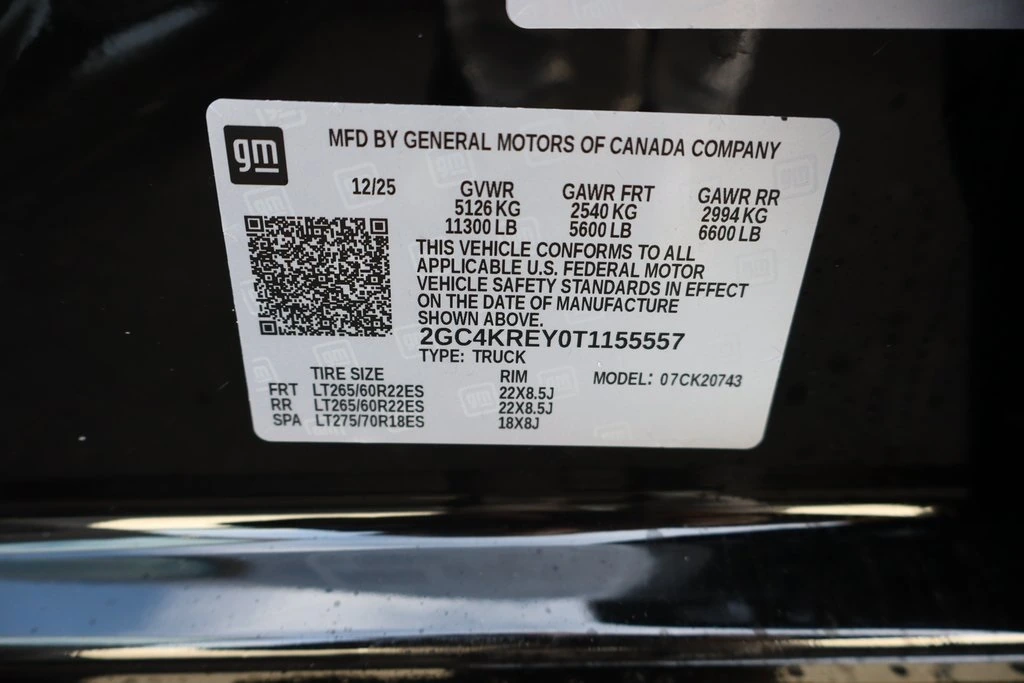 gm
MFD BY GENERAL MOTORS OF CANADA COMPANY
12/25 GVWR GAWR FRT GAWR RR
5126 KG 2540 KG 2994 KG
11300 LB 5600 LB 6600 LB
THIS VEHICLE CONFORMS TO ALL
APPLICABLE U.S. FEDERAL MOTOR
VEHICLE SAFETY STANDARDS IN EFFECT
ON THE DATE OF MANUFACTURE
SHOWN ABOVE.
2GC4KREY0T1155557
TYPE: TRUCK
TIRE SIZE RIM MODEL: 07CK20743
FRT LT265/60R22ES 22X8.5J
RR LT265/60R22ES 22X8.5J
SPA LT275/70R18ES 18X8J